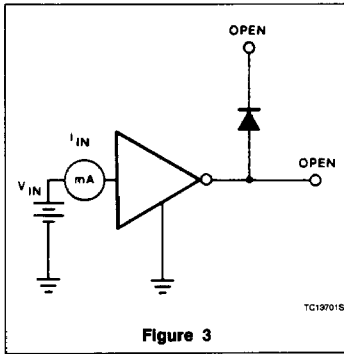 OPEN
OPEN
I IN
mA
V IN
TC13701S
Figure 3